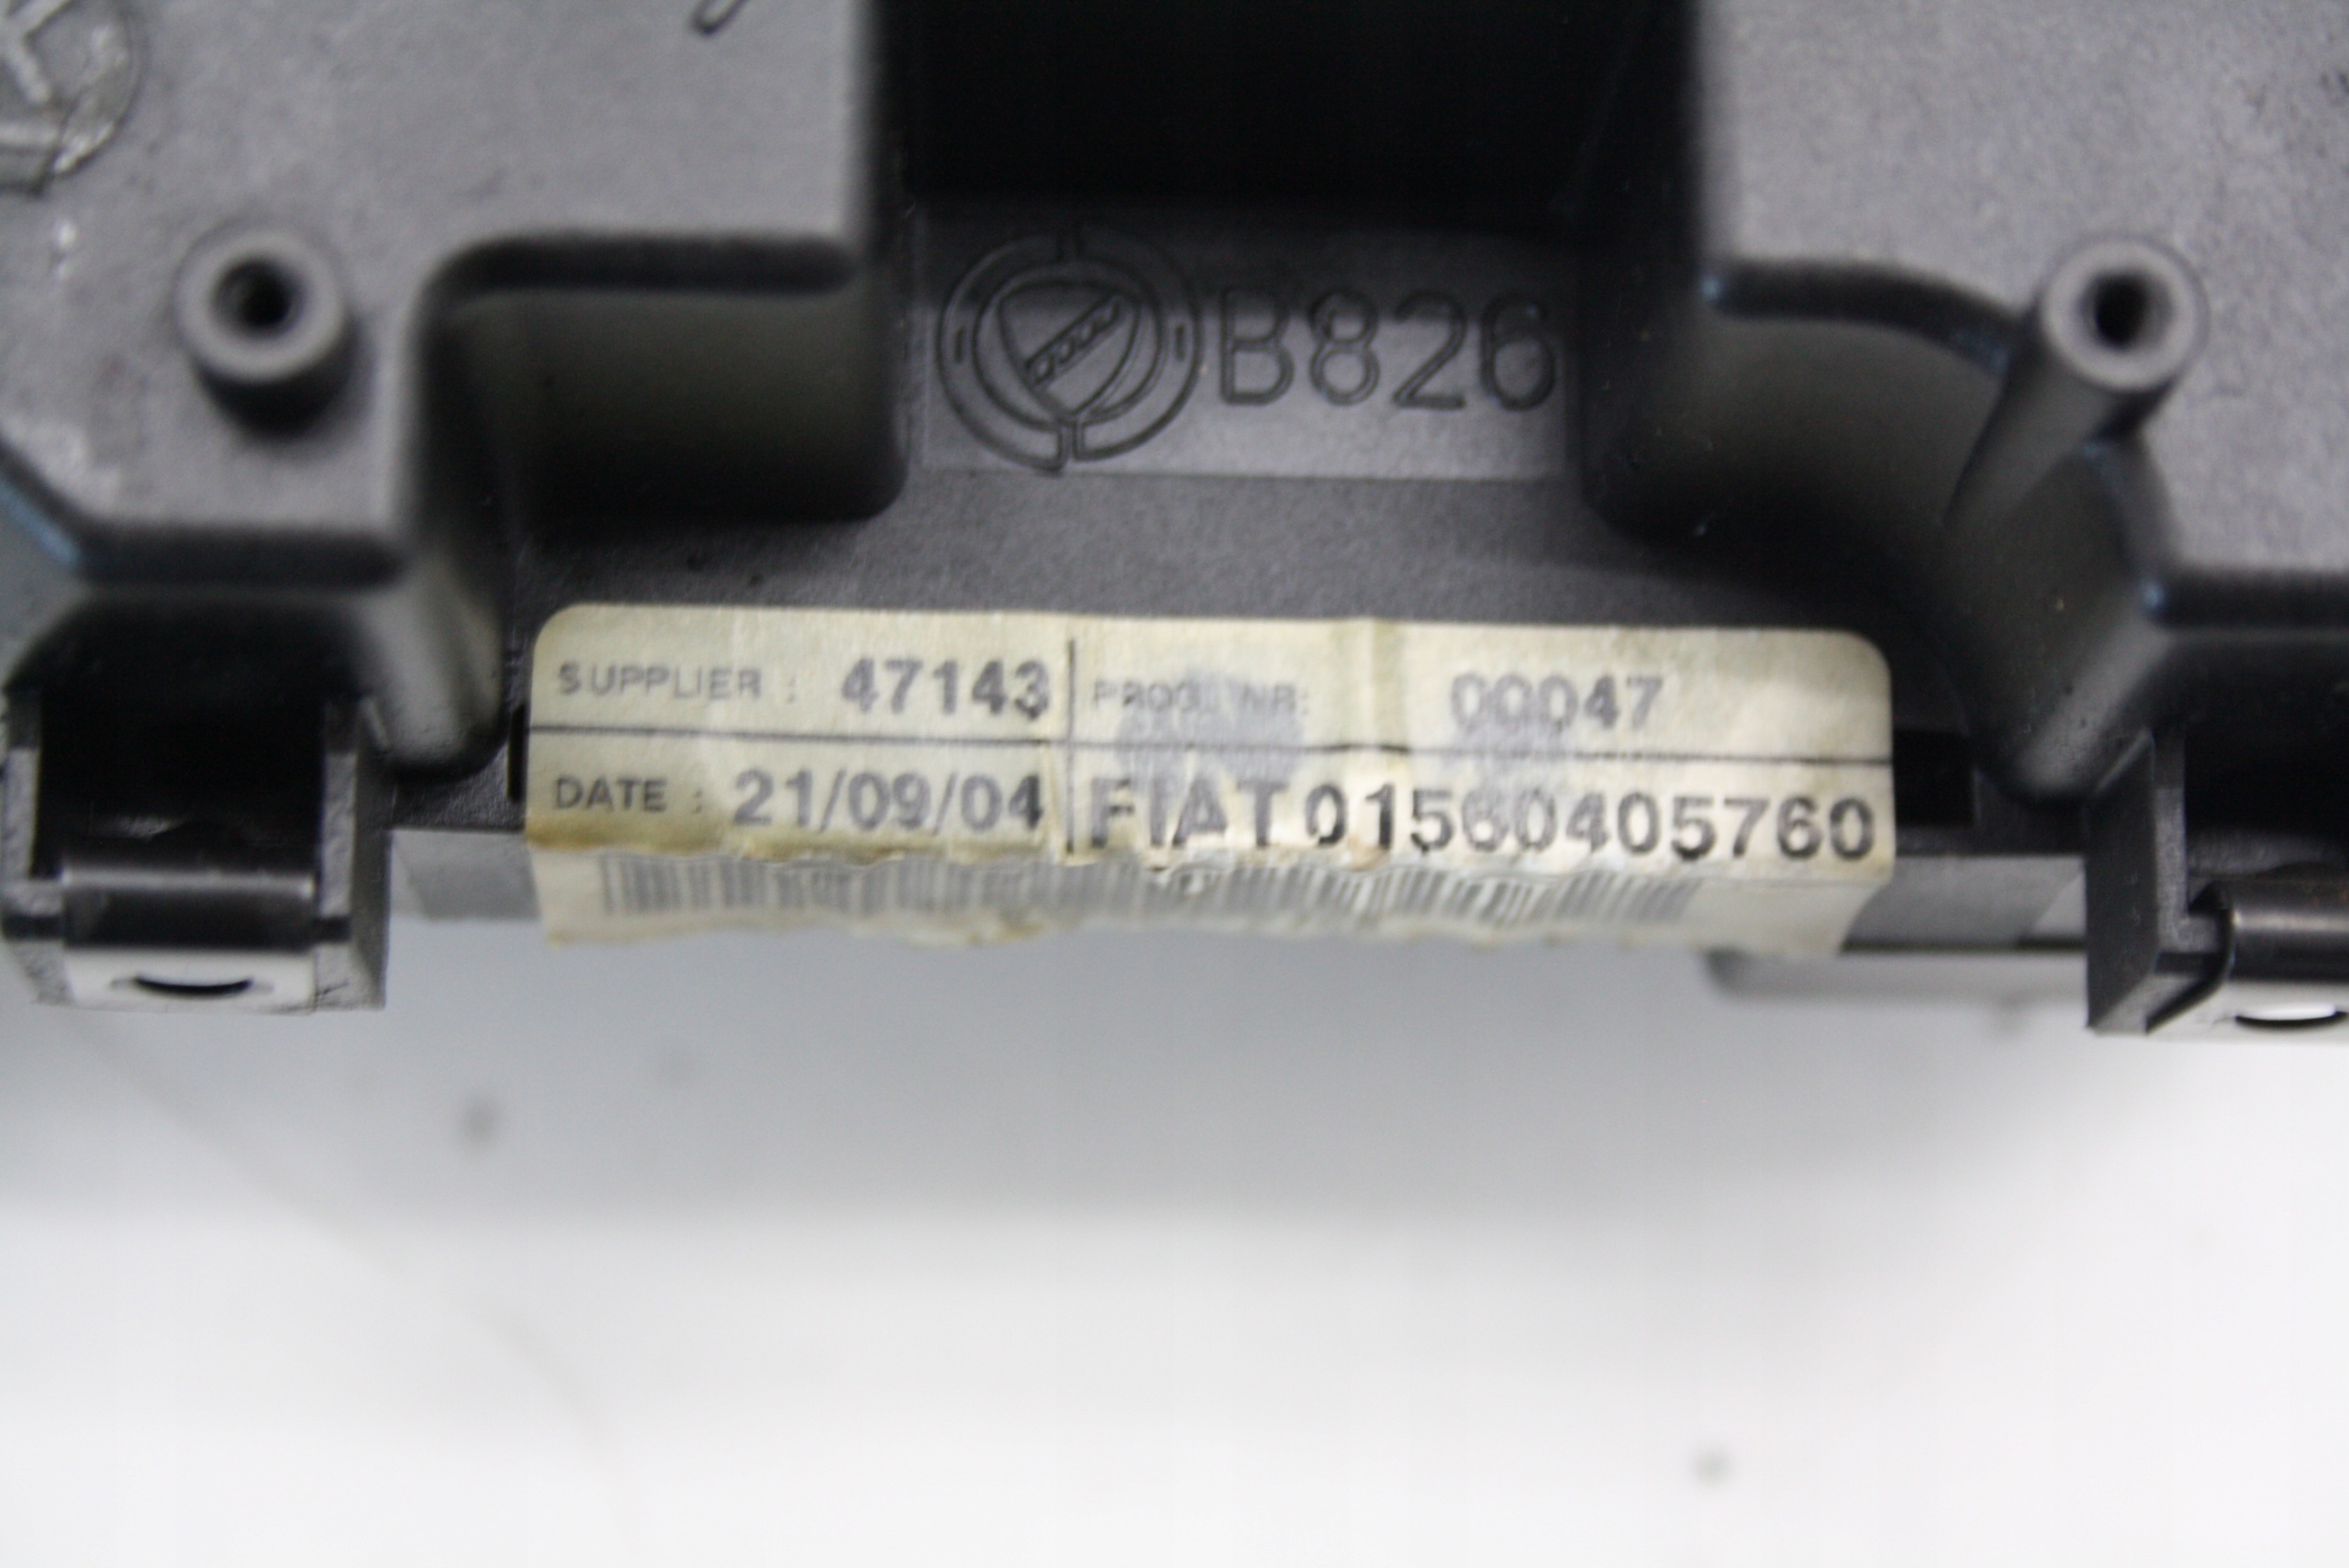 B826
SUPPLIER : 47143 PROG. NR: 00047
DATE : 21/09/04 FIAT 01560405760